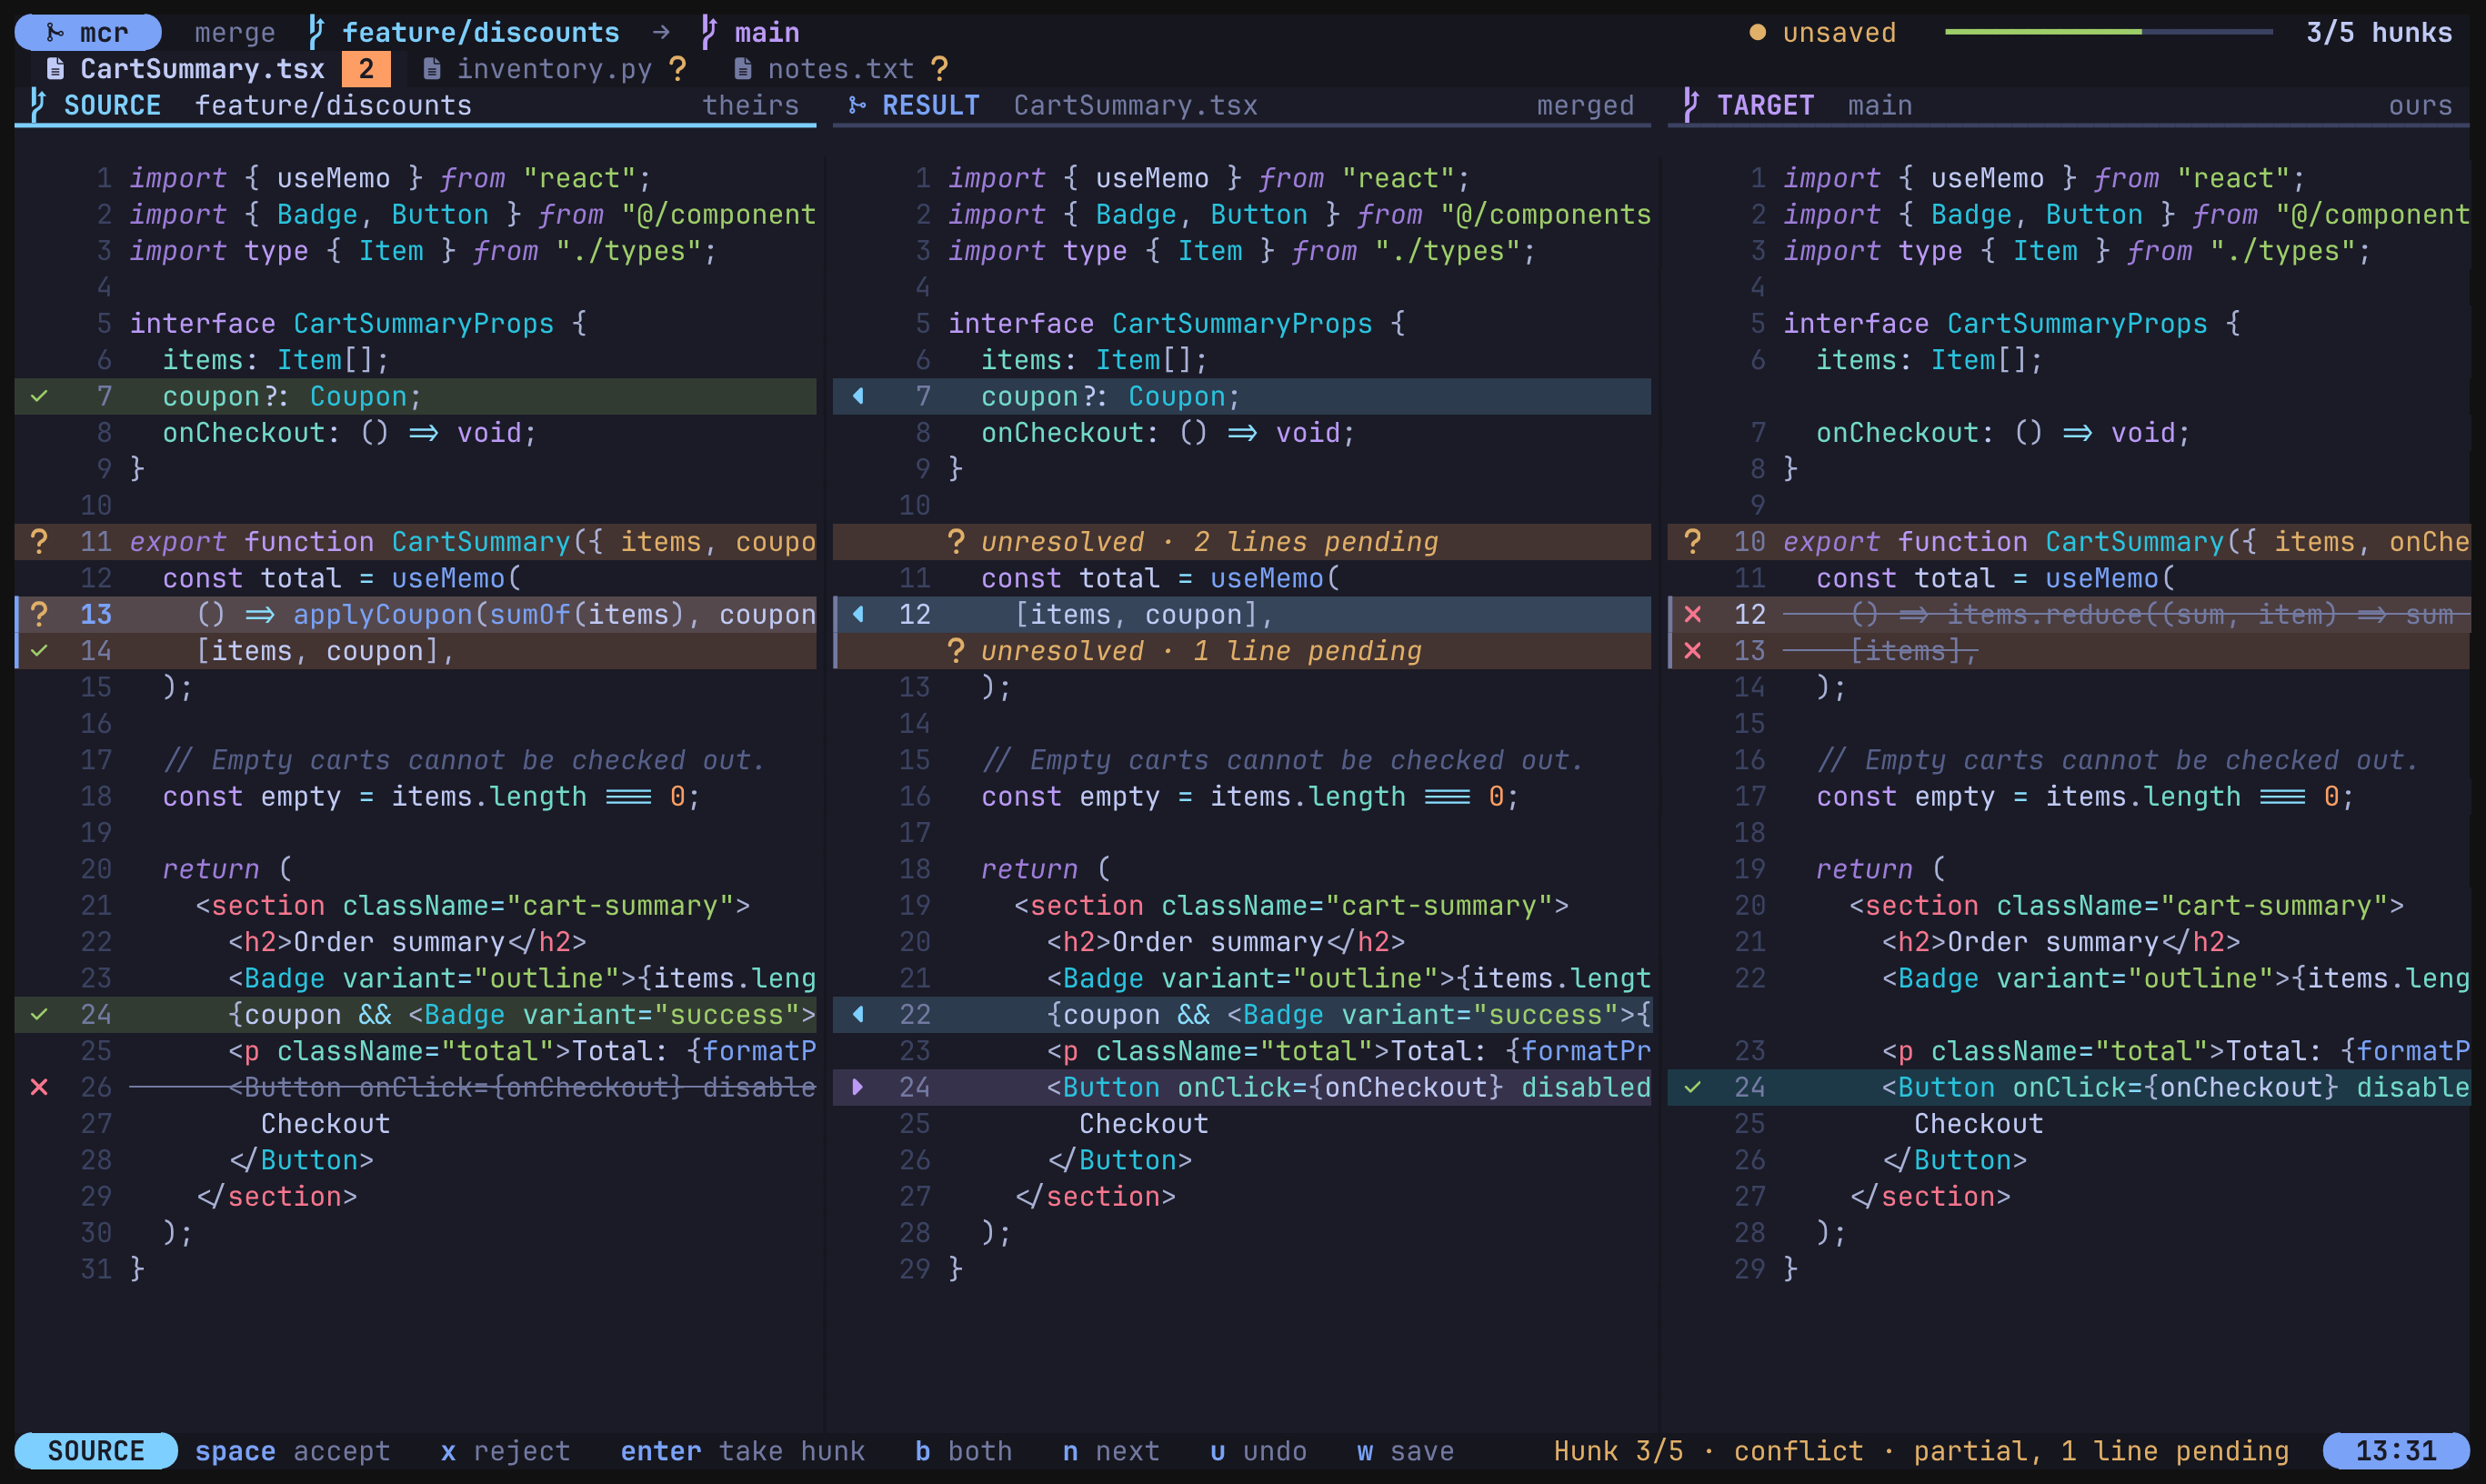 mcr merge feature/discounts → main ● unsaved 3/5 hunks
CartSummary.tsx 2 inventory.py ? notes.txt ?
SOURCE feature/discounts theirs
1 import { useMemo } from "react";
2 import { Badge, Button } from "@/component
3 import type { Item } from "./types";
4
5 interface CartSummaryProps {
6 items: Item[];
✓ 7 coupon?: Coupon;
8 onCheckout: () => void;
9 }
10
? 11 export function CartSummary({ items, coupo
12 const total = useMemo(
? 13 () => applyCoupon(sumOf(items), coupon
✓ 14 [items, coupon],
15 );
16
17 // Empty carts cannot be checked out.
18 const empty = items.length === 0;
19
20 return (
21 <section className="cart-summary">
22 <h2>Order summary</h2>
23 <Badge variant="outline">{items.leng
✓ 24 {coupon && <Badge variant="success">
25 <p className="total">Total: {formatP
✗ 26 <Button onClick={onCheckout} disable
27 Checkout
28 </Button>
29 </section>
30 );
31 }
RESULT CartSummary.tsx merged
1 import { useMemo } from "react";
2 import { Badge, Button } from "@/components
3 import type { Item } from "./types";
4
5 interface CartSummaryProps {
6 items: Item[];
7 coupon?: Coupon;
8 onCheckout: () => void;
9 }
10
? unresolved · 2 lines pending
11 const total = useMemo(
12 [items, coupon],
? unresolved · 1 line pending
13 );
14
15 // Empty carts cannot be checked out.
16 const empty = items.length === 0;
17
18 return (
19 <section className="cart-summary">
20 <h2>Order summary</h2>
21 <Badge variant="outline">{items.lengt
22 {coupon && <Badge variant="success">{
23 <p className="total">Total: {formatPr
24 <Button onClick={onCheckout} disabled
25 Checkout
26 </Button>
27 </section>
28 );
29 }
TARGET main ours
1 import { useMemo } from "react";
2 import { Badge, Button } from "@/component
3 import type { Item } from "./types";
4
5 interface CartSummaryProps {
6 items: Item[];
7 onCheckout: () => void;
8 }
9
? 10 export function CartSummary({ items, onChe
11 const total = useMemo(
✗ 12 () => items.reduce((sum, item) => sum
✗ 13 [items],
14 );
15
16 // Empty carts cannot be checked out.
17 const empty = items.length === 0;
18
19 return (
20 <section className="cart-summary">
21 <h2>Order summary</h2>
22 <Badge variant="outline">{items.leng
23 <p className="total">Total: {formatP
✓ 24 <Button onClick={onCheckout} disable
25 Checkout
26 </Button>
27 </section>
28 );
29 }
SOURCE space accept x reject enter take hunk b both n next u undo w save Hunk 3/5 · conflict · partial, 1 line pending 13:31